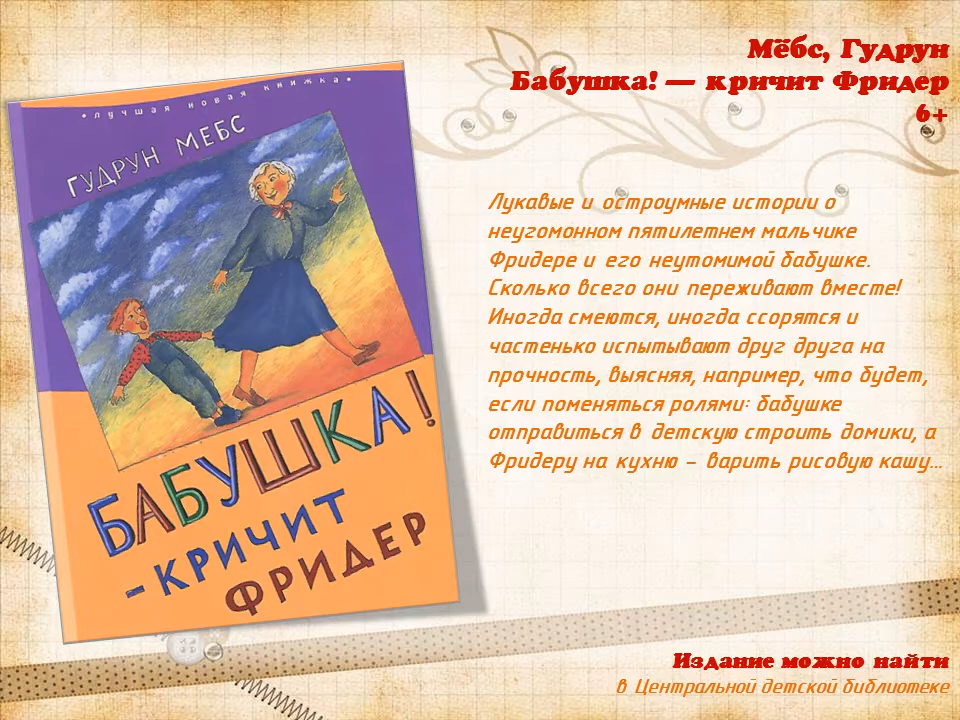 Мёбс, Гудрун
Бабушка! — кричит Фридер
6+
• лучшая новая книжка •
ГУДРУН МЕБС
БАБУШКА!
- КРИЧИТ
ФРИДЕР
Лукавые и остроумные истории о
неугомонном пятилетнем мальчике
Фридере и его неутомимой бабушке.
Сколько всего они переживают вместе!
Иногда смеются, иногда ссорятся и
частенько испытывают друг друга на
прочность, выясняя, например, что будет,
если поменяться ролями: бабушке
отправиться в детскую строить домики, а
Фридеру на кухню – варить рисовую кашу...
Издание можно найти
в Центральной детской библиотеке